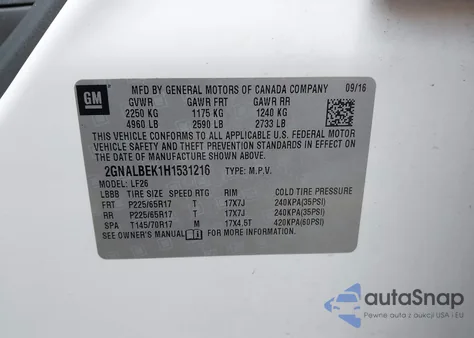 GM
MFD BY GENERAL MOTORS OF CANADA COMPANY 09/16
GVWR GAWR FRT GAWR RR
2250 KG 1175 KG 1240 KG
4960 LB 2590 LB 2733 LB
THIS VEHICLE CONFORMS TO ALL APPLICABLE U.S. FEDERAL MOTOR
VEHICLE SAFETY AND THEFT PREVENTION STANDARDS IN EFFECT ON
THE DATE OF MANUFACTURE SHOWN ABOVE.
2GNALBEK1H1531216 TYPE: M.P.V.
MODEL: LF26
LBBB TIRE SIZE SPEED RTG RIM COLD TIRE PRESSURE
FRT P225/65R17 T 17X7J 240KPA(35PSI)
RR P225/65R17 T 17X7J 240KPA(35PSI)
SPA T145/70R17 M 17X4.5T 420KPA(60PSI)
SEE OWNER'S MANUAL FOR MORE INFORMATION.
autoSnap
Pewne auta z aukcji USA i EU